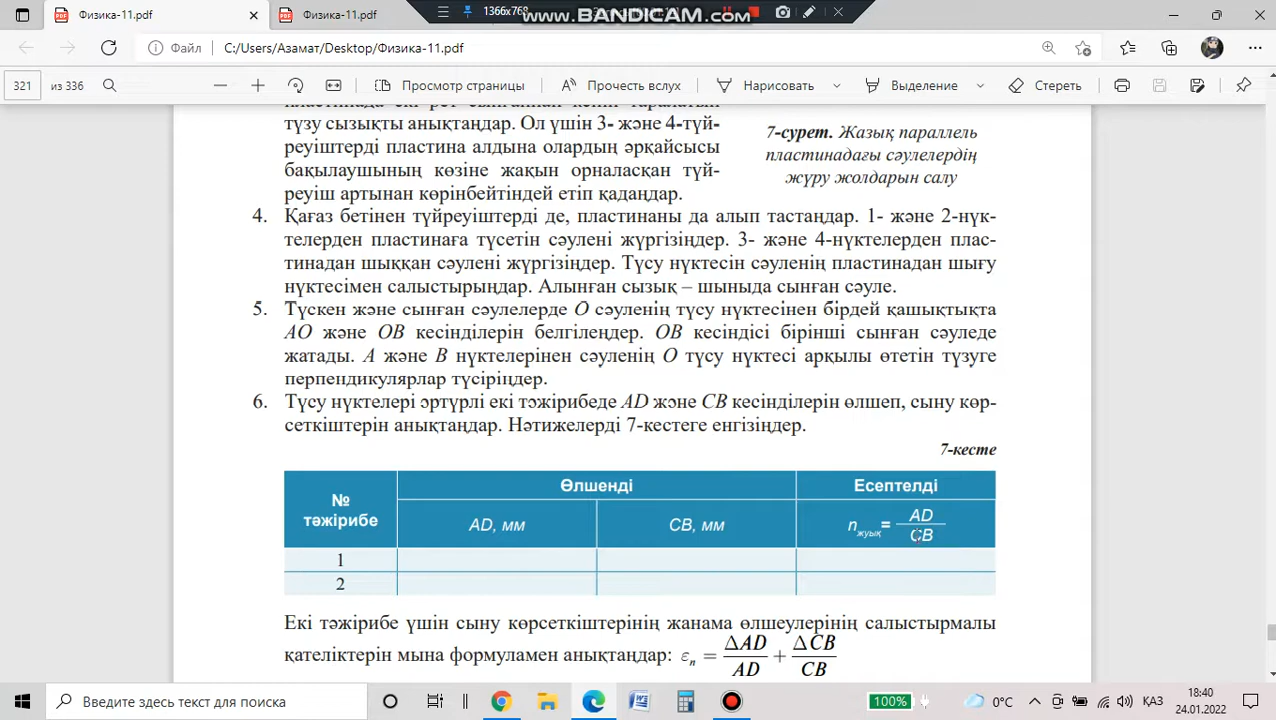 Физика-11.pdf
Физика-11.pdf
1366x768
www.BANDICAM.com
Файл
C:/Users/Азамат/Desktop/Физика-11.pdf
321 из 336
Просмотр страницы
Прочесть вслух
Нарисовать
Выделение
Стереть
пластинада екі рет сынғаннан кейін таралатын
түзу сызықты анықтаңдар. Ол үшін 3- және 4-түй-
реуіштерді пластина алдына олардың әрқайсысы
бақылаушының көзіне жақын орналасқан түй-
реуіш артынан көрінбейтіндей етіп қадаңдар.
7-сурет. Жазық параллель
пластинадағы сәулелердің
жүру жолдарын салу
4. Қағаз бетінен түйреуіштерді де, пластинаны да алып тастаңдар. 1- және 2-нүк-
телерден пластинаға түсетін сәулені жүргізіңдер. 3- және 4-нүктелерден плас-
тинадан шыққан сәулені жүргізіңдер. Түсу нүктесін сәуленің пластинадан шығу
нүктесімен салыстырыңдар. Алынған сызық – шыныда сынған сәуле.
5. Түскен және сынған сәулелерде O сәуленің түсу нүктесінен бірдей қашықтықта
AO және OB кесінділерін белгілеңдер. OB кесіндісі бірінші сынған сәуледе
жатады. A және B нүктелерінен сәуленің O түсу нүктесі арқылы өтетін түзуге
перпендикулярлар түсіріңдер.
6. Түсу нүктелері әртүрлі екі тәжірибеде AD және CB кесінділерін өлшеп, сыну көр-
сеткіштерін анықтаңдар. Нәтижелерді 7-кестеге енгізіңдер.
7-кесте
№ тәжірибе
Өлшенді
Есептелді
AD, мм
CB, мм
nжуық = AD/CB
1
2
Екі тәжірибе үшін сыну көрсеткіштерінің жанама өлшеулерінің салыстырмалы
қателіктерін мына формуламен анықтаңдар: εn = ΔAD/AD + ΔCB/CB
Введите здесь текст для поиска
100%
0°C
ҚАЗ
18:40
24.01.2022